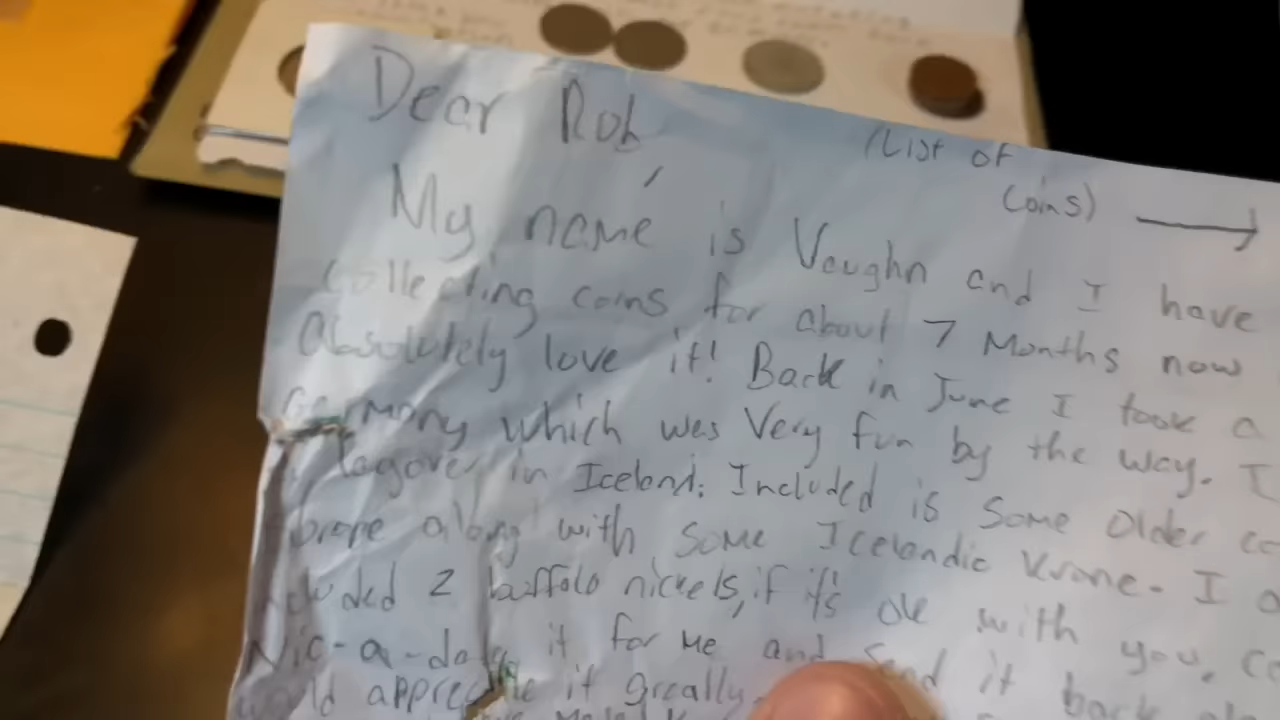 Dear Rob,
(List of
Coins) →
My name is Vaughn and I have
collecting coins for about 7 Months now
absolutely love it! Back in June I took a
Germany which was Very fun by the way. I
layover in Iceland. Included is Some Older
along with some Icelandic Krone. I
2 buffalo nickels, if it's ok with you,
Nic-a-date it for me and Send it back
appreciate it greatly.